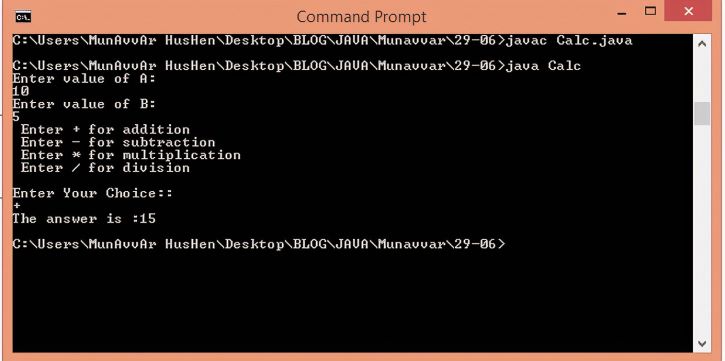 Command Prompt
C:\Users\MunAvvAr HusHen\Desktop\BLOG\JAVA\Munavvar\29-06>javac Calc.java
C:\Users\MunAvvAr HusHen\Desktop\BLOG\JAVA\Munavvar\29-06>java Calc
Enter value of A:
10
Enter value of B:
5
Enter + for addition
Enter - for subtraction
Enter * for multiplication
Enter / for division
Enter Your Choice::
+
The answer is :15
C:\Users\MunAvvAr HusHen\Desktop\BLOG\JAVA\Munavvar\29-06>